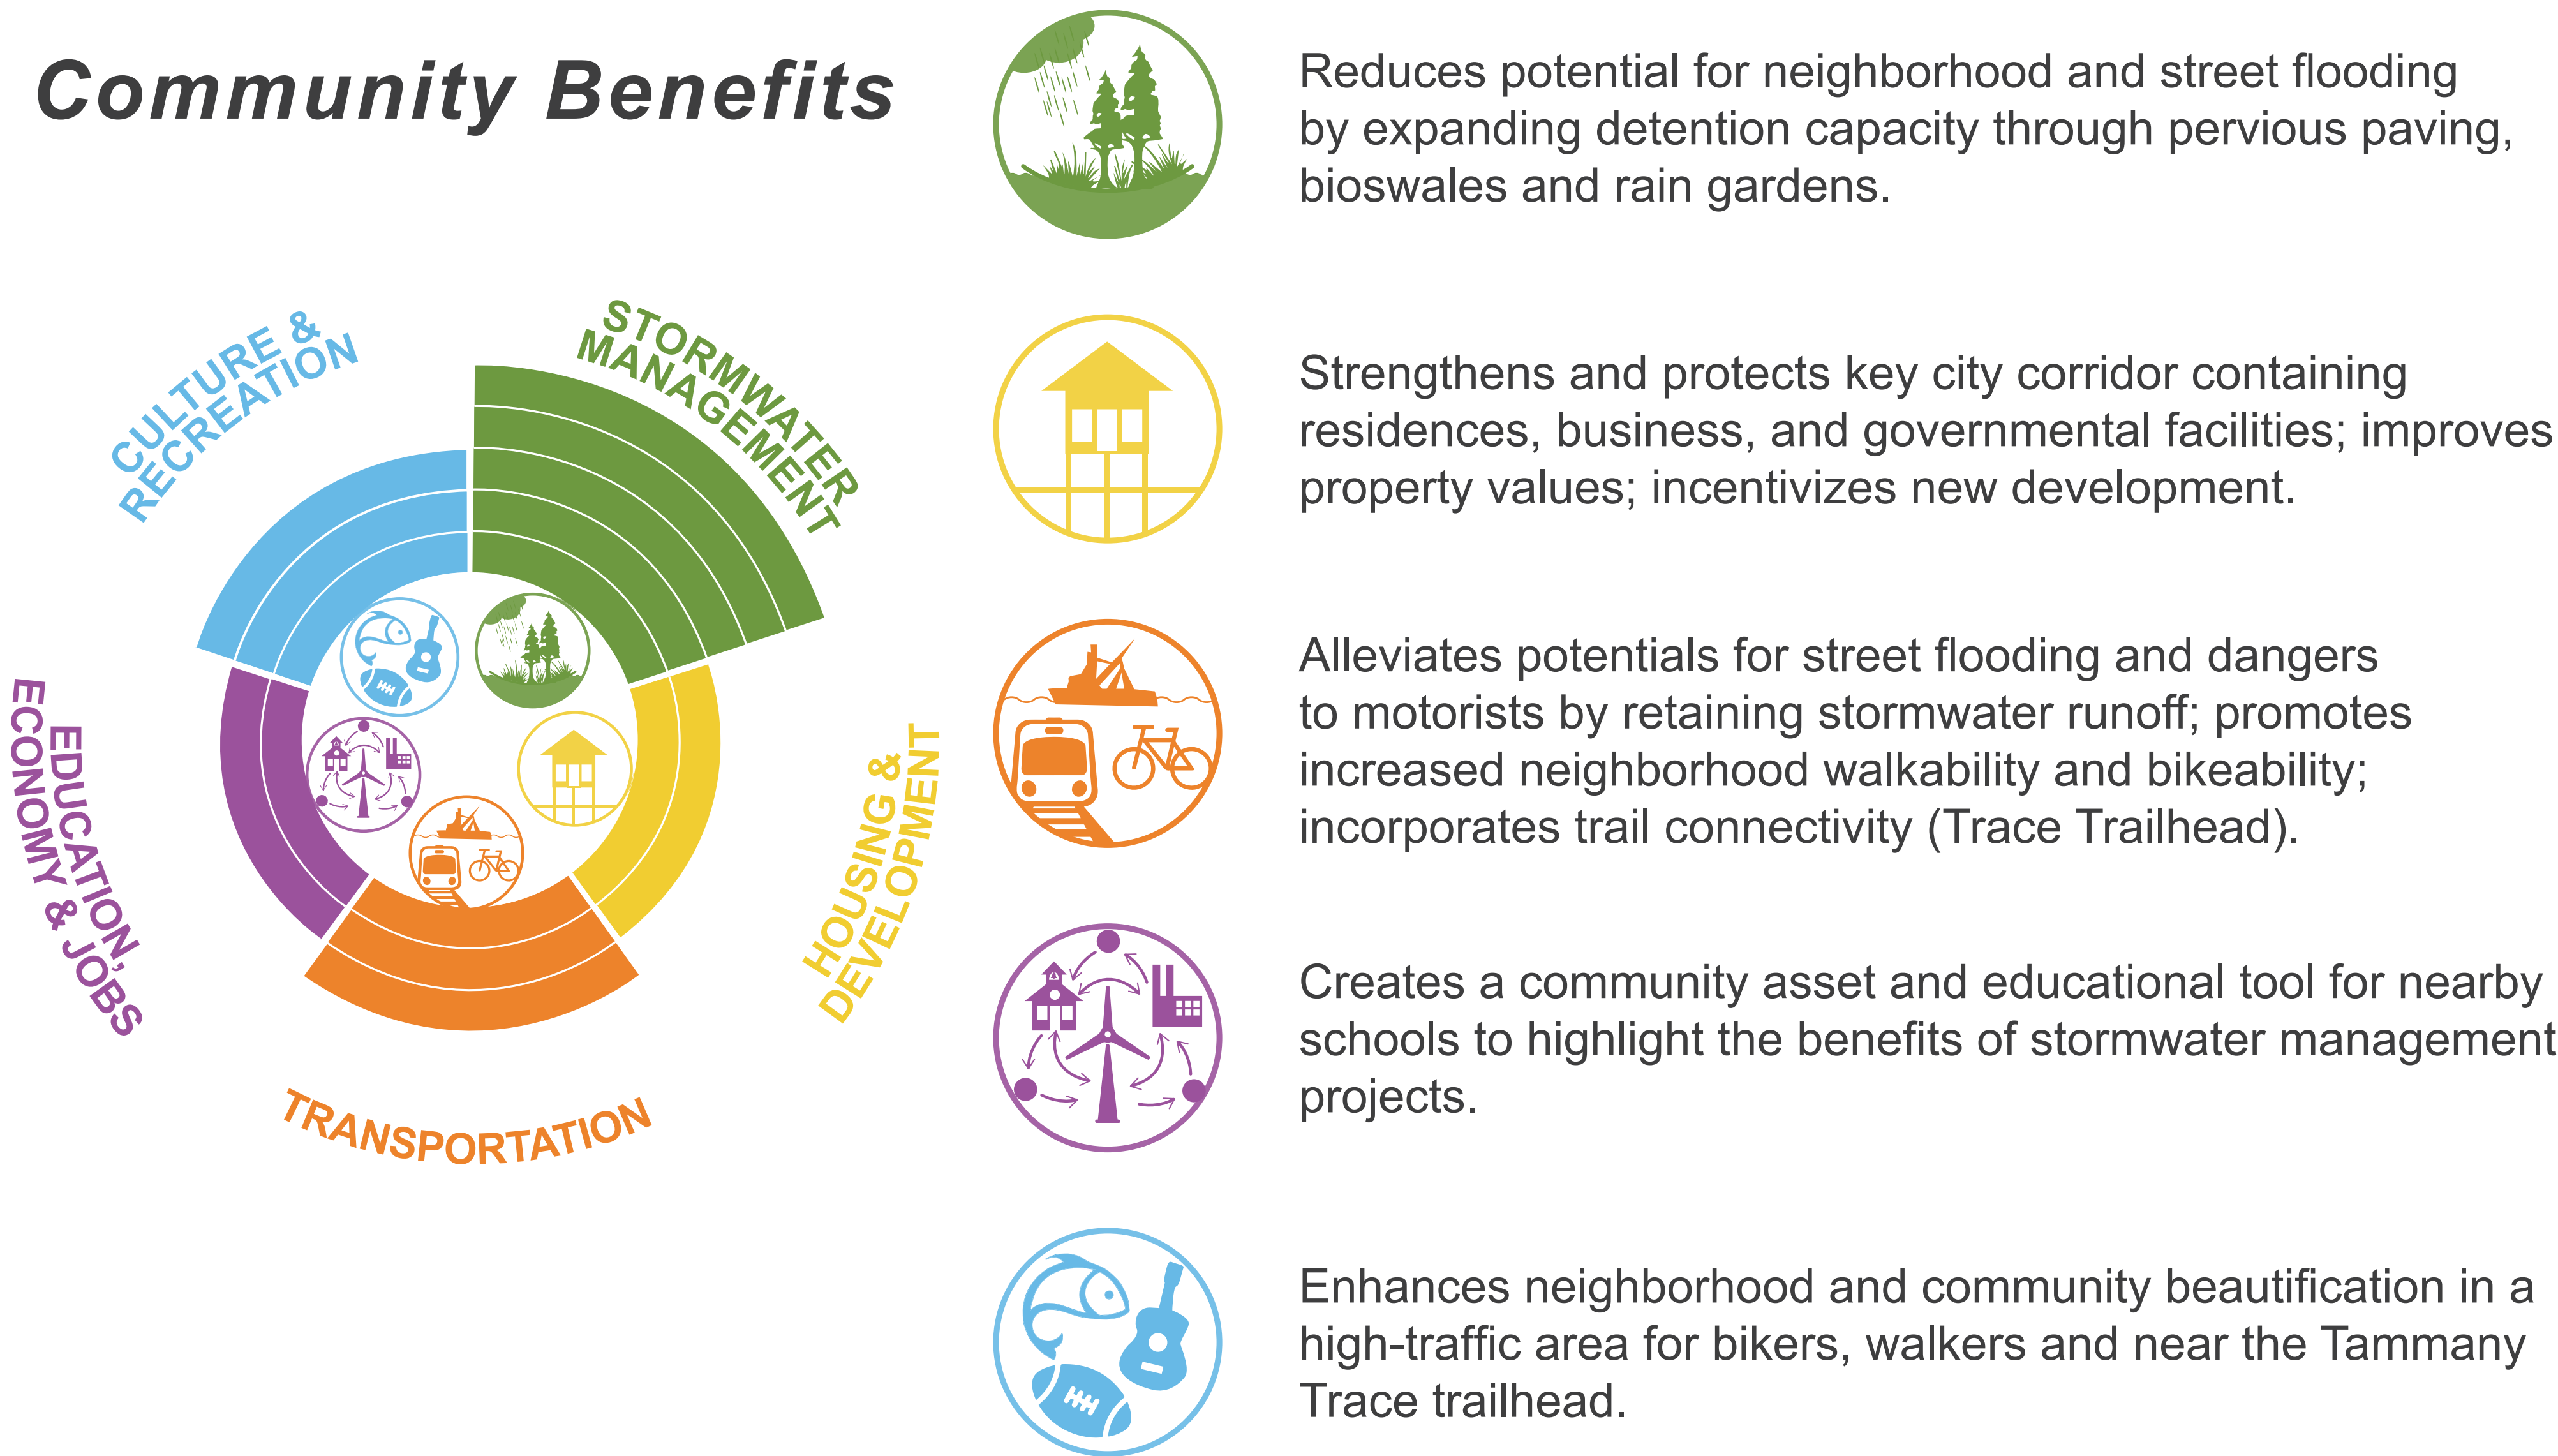 Community Benefits
CULTURE &
RECREATION
STORMWATER
MANAGEMENT
EDUCATION,
ECONOMY & JOBS
HOUSING &
DEVELOPMENT
TRANSPORTATION
Reduces potential for neighborhood and street flooding
by expanding detention capacity through pervious paving,
bioswales and rain gardens.
Strengthens and protects key city corridor containing
residences, business, and governmental facilities; improves
property values; incentivizes new development.
Alleviates potentials for street flooding and dangers
to motorists by retaining stormwater runoff; promotes
increased neighborhood walkability and bikeability;
incorporates trail connectivity (Trace Trailhead).
Creates a community asset and educational tool for nearby
schools to highlight the benefits of stormwater management
projects.
Enhances neighborhood and community beautification in a
high-traffic area for bikers, walkers and near the Tammany
Trace trailhead.